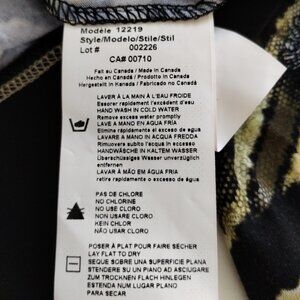 Modèle 12219
Style/Modelo/Stile/Stil
Lot # 002226
CA# 00710
Fait au Canada / Made in Canada
Hecho en Canadá / Prodotto in Canada
Hergestellt in Kanada / Fabricado no Canadá
LAVER À LA MAIN À L'EAU FROIDE
Essorer rapidement l'excédent d'eau
HAND WASH IN COLD WATER
Remove excess water promptly
LAVE A MANO EN AGUA FRÍA
Elimine rápidamente el exceso de agua
LAVARE A MANO IN ACQUA FREDDA
Rimuovere subito l'acqua in eccesso
HANDWÄSCHE IN KALTEM WASSER
Überschüssiges Wasser unverzüglich
entfernen
LAVAR À MÃO EM ÁGUA FRIA
retire rapidamente o excesso de água
PAS DE CHLORE
NO CHLORINE
NO USE CLORO
NON USARE CLORO
KEIN CHLOR
NÃO USAR CLORO
POSER À PLAT POUR FAIRE SÉCHER
LAY FLAT TO DRY
SEQUE SOBRE UNA SUPERFICIE PLANA
STENDERE SU UN PIANO AD ASCIUGARE
ZUM TROCKNEN FLACH HINLEGEN
ESTENDA NUM LUGAR PLANO